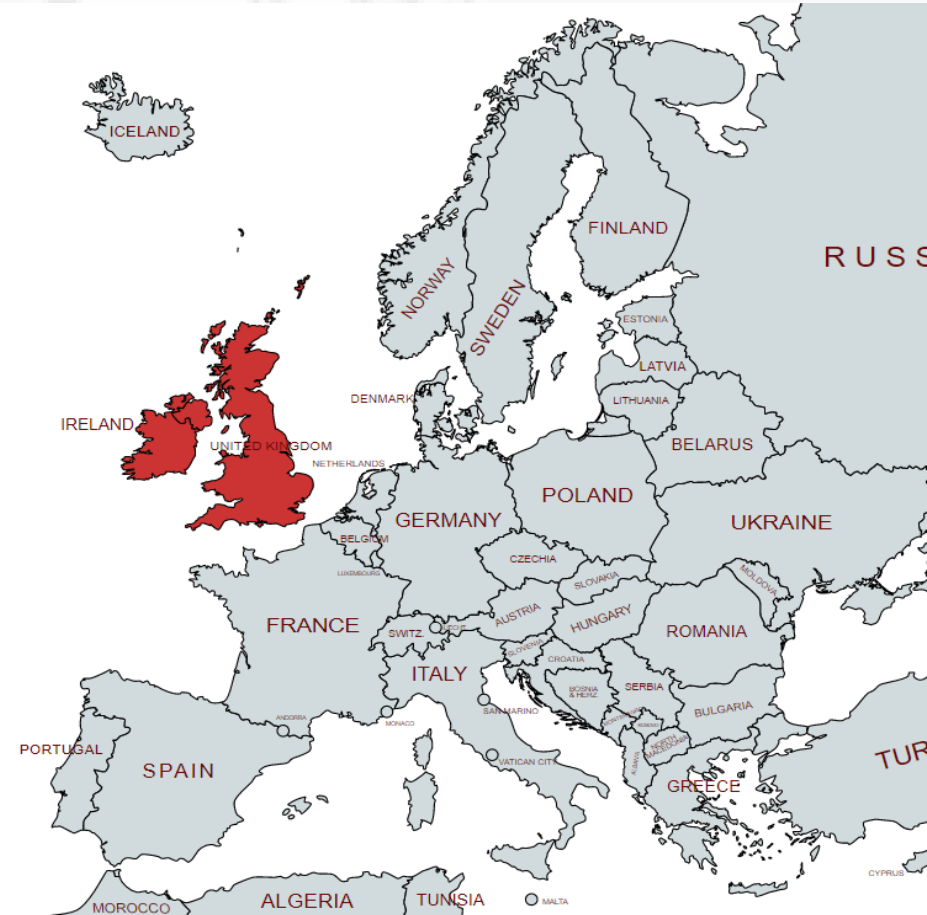 ICELAND
FINLAND
RUSS
NORWAY
SWEDEN
ESTONIA
LATVIA
DENMARK
LITHUANIA
IRELAND
UNITED KINGDOM
BELARUS
NETHERLANDS
POLAND
GERMANY
UKRAINE
BELGIUM
CZECHIA
LUXEMBOURG
SLOVAKIA
MOLDOVA
AUSTRIA
HUNGARY
FRANCE
SWITZ.
LIECHT.
ROMANIA
SLOVENIA
CROATIA
ITALY
BOSNIA
& HERZ.
SERBIA
SAN MARINO
BULGARIA
ANDORRA
MONACO
MONTENEGRO
KOSOVO
NORTH
MACEDONIA
PORTUGAL
SPAIN
VATICAN CITY
ALBANIA
TUR
GREECE
CYPRUS
MOROCCO
ALGERIA
TUNISIA
MALTA